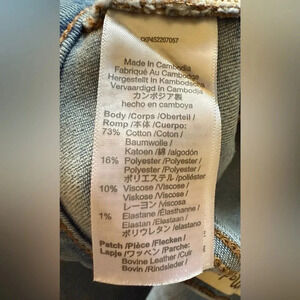 Made In Cambodia
Fabriqué Au Cambodge
Hergestellt In Kambodscha
Vervaardigd In Cambodja
カンボジア製
hecho en camboya
Body /Corps /Oberteil /
Romp /本体 /Cuerpo:
73% Cotton /Coton /
Baumwolle /
Katoen /綿 /algodón
16% Polyester /Polyester /
Polyester /Polyester /
ポリエステル /poliéster
10% Viscose /Viscose /
Viskose /Viscose /
レーヨン /viscosa
1% Elastane /Élasthanne /
Elastan /Elastaan /
ポリウレタン /elastano
Patch /Pièce /Flecken /
Lapje /ワッペン /Parche:
Bovine Leather /Cuir
Bovin /Rindsleder /